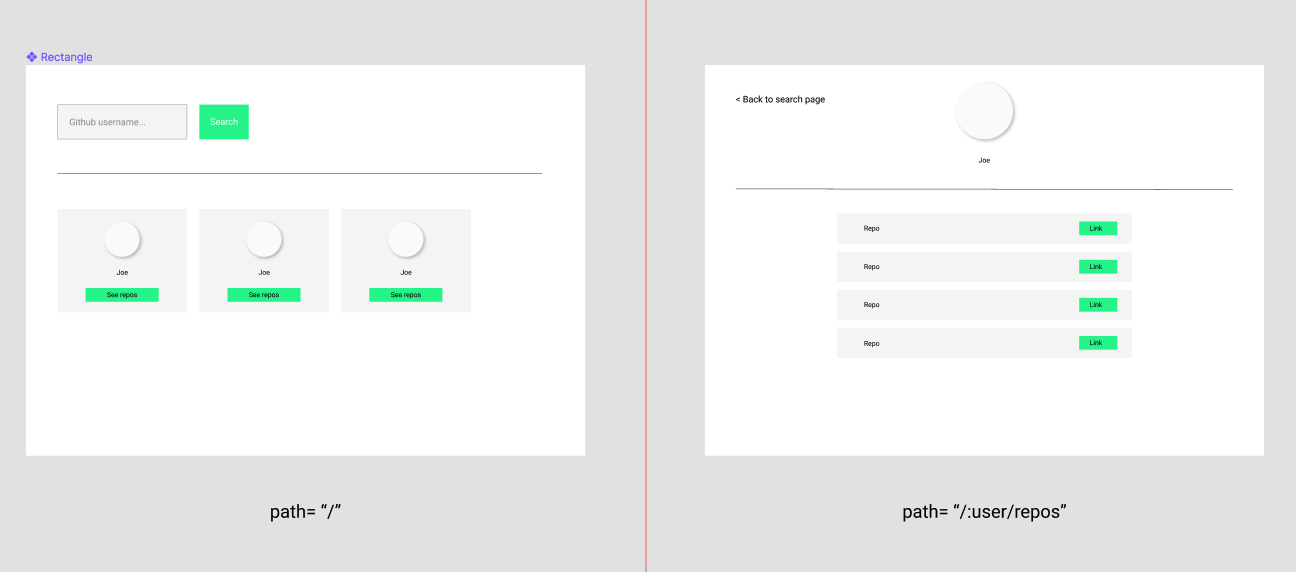 Rectangle
Github username...
Search
Joe
Joe
Joe
See repos
See repos
See repos
path= “/”
< Back to search page
Joe
Repo
Link
Repo
Link
Repo
Link
Repo
Link
path= “/:user/repos”